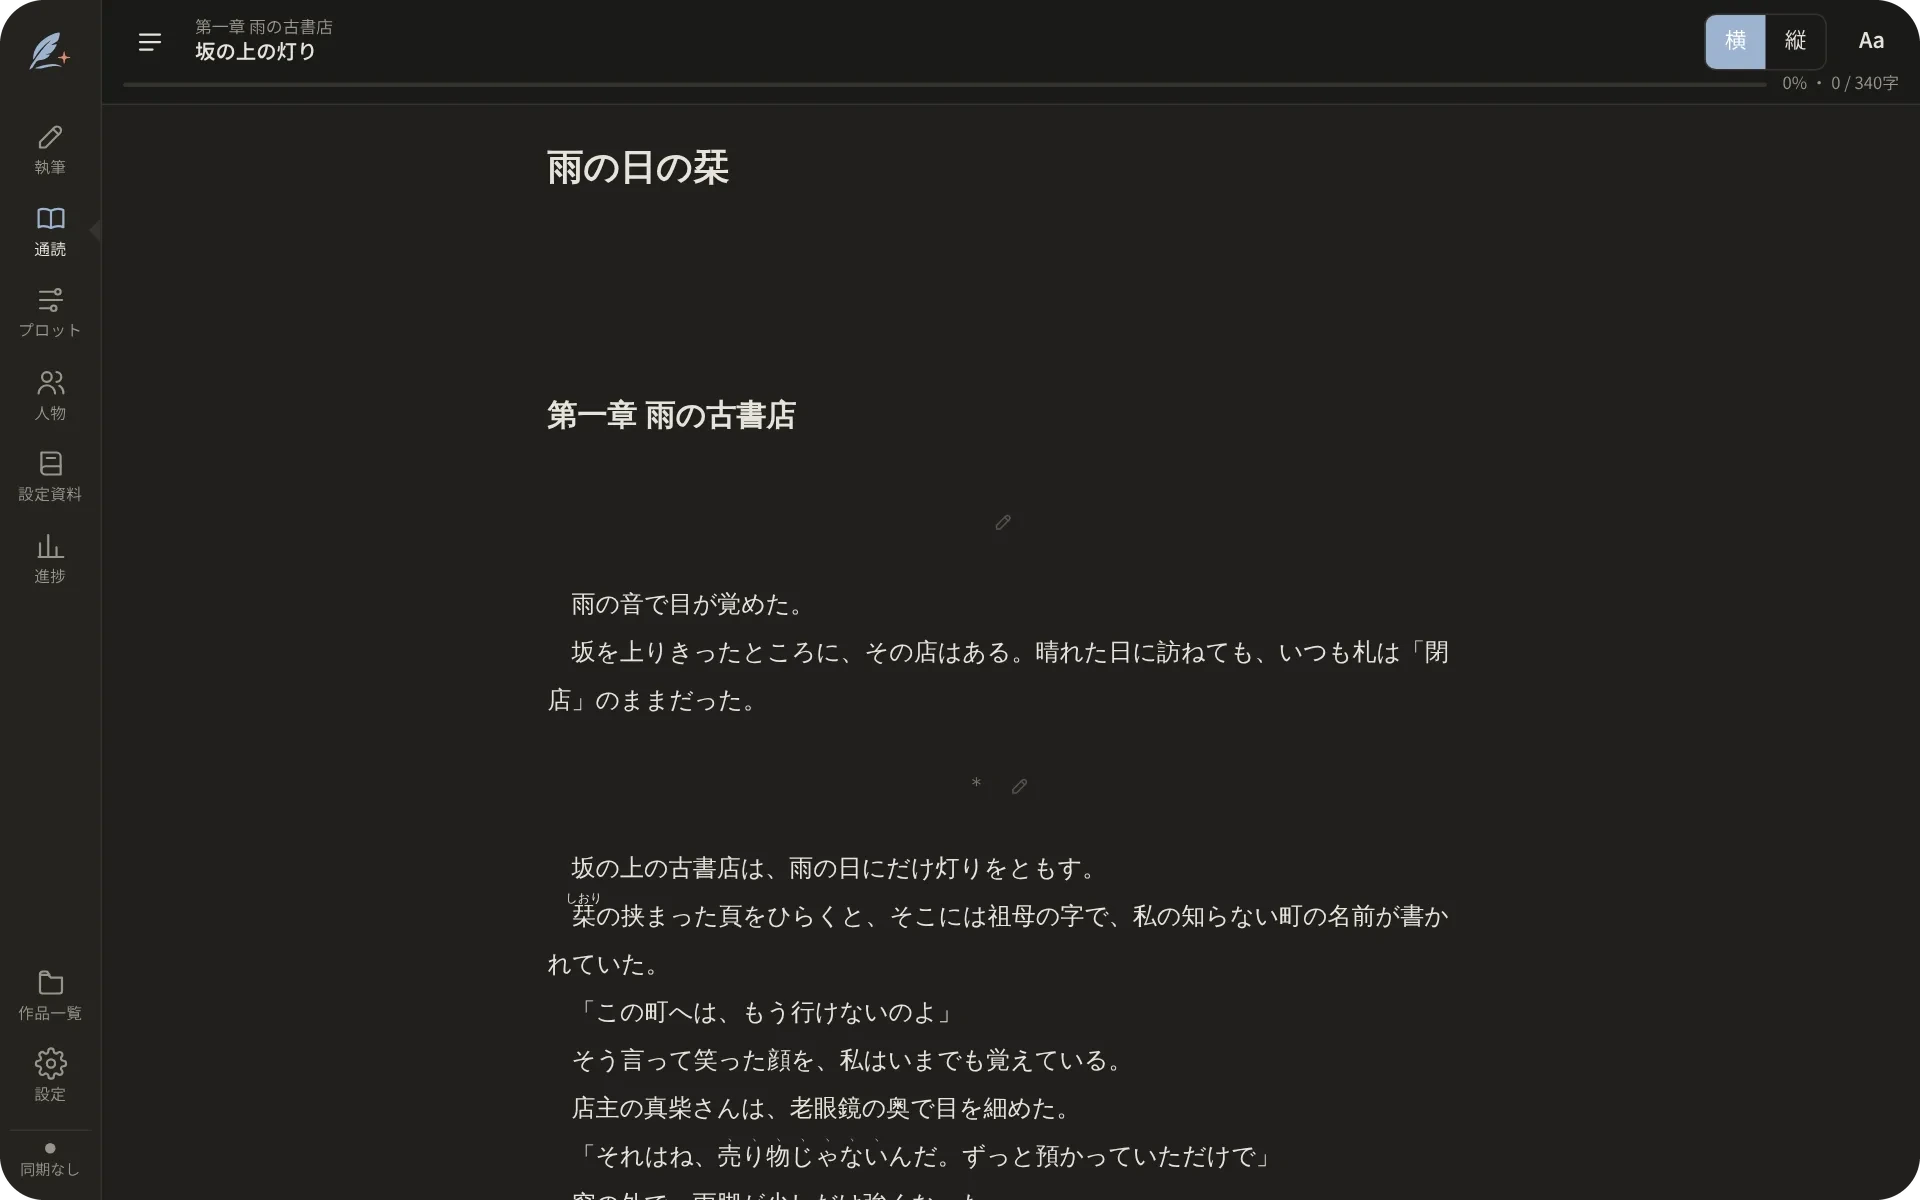 第一章 雨の古書店
坂の上の灯り
横
縦
Aa
0% ・ 0 / 340字
執筆
通読
プロット
人物
設定資料
進捗
作品一覧
設定
同期なし
雨の日の栞
第一章 雨の古書店
雨の音で目が覚めた。
坂を上りきったところに、その店はある。晴れた日に訪ねても、いつも札は「閉
店」のままだった。
*
坂の上の古書店は、雨の日にだけ灯りをともす。
しおり
栞の挟まった頁をひらくと、そこには祖母の字で、私の知らない町の名前が書か
れていた。
「この町へは、もう行けないのよ」
そう言って笑った顔を、私はいまでも覚えている。
店主の真柴さんは、老眼鏡の奥で目を細めた。
「それはね、売り物じゃないんだ。ずっと預かっていただけで」